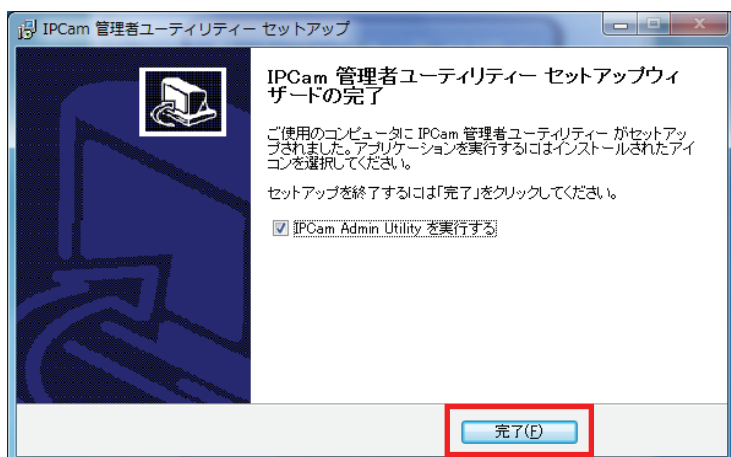 IPCam 管理者ユーティリティー セットアップ
IPCam 管理者ユーティリティー セットアップウィ
ザードの完了
ご使用のコンピュータに IPCam 管理者ユーティリティー がセットアッ
プされました。アプリケーションを実行するにはインストールされたアイ
コンを選択してください。
セットアップを終了するには「完了」をクリックしてください。
IPCam Admin Utility を実行する
完了(F)